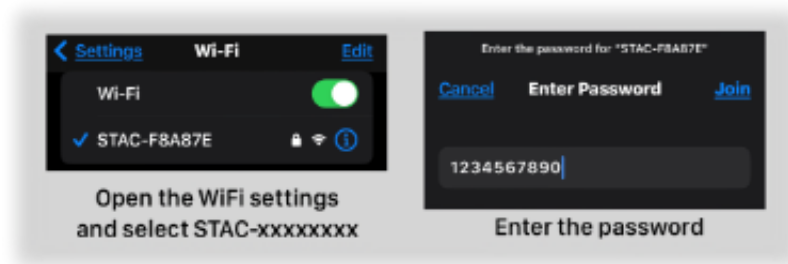 Settings Wi-Fi Edit
Wi-Fi
STAC-F8A87E
Open the WiFi settings
and select STAC-xxxxxxxx
Enter the password for "STAC-F8A87E"
Cancel Enter Password Join
1234567890
Enter the password